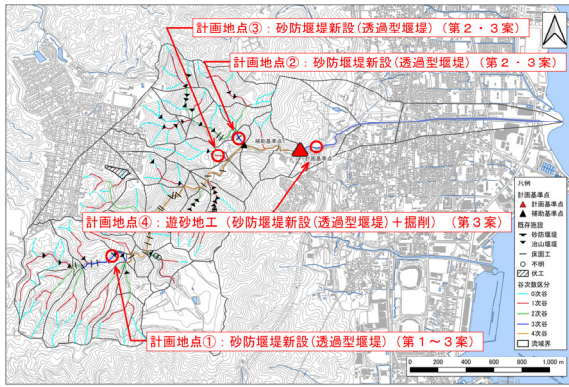 計画地点③：砂防堰堤新設(透過型堰堤)（第２・３案）
計画地点②：砂防堰堤新設(透過型堰堤)（第２・３案）
補助基準点
計画基準点
計画地点④：遊砂地工（砂防堰堤新設(透過型堰堤)＋掘削）（第３案）
計画地点①：砂防堰堤新設(透過型堰堤)（第１～３案）
凡例
計画基準点
計画基準点
補助基準点
既存施設
砂防堰堤
治山堰堤
床固工
不明
伏工
谷次数区分
0次谷
1次谷
2次谷
3次谷
4次谷
流域界
0 200 400 600 800 1,000 m